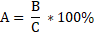 A = B/C * 100%